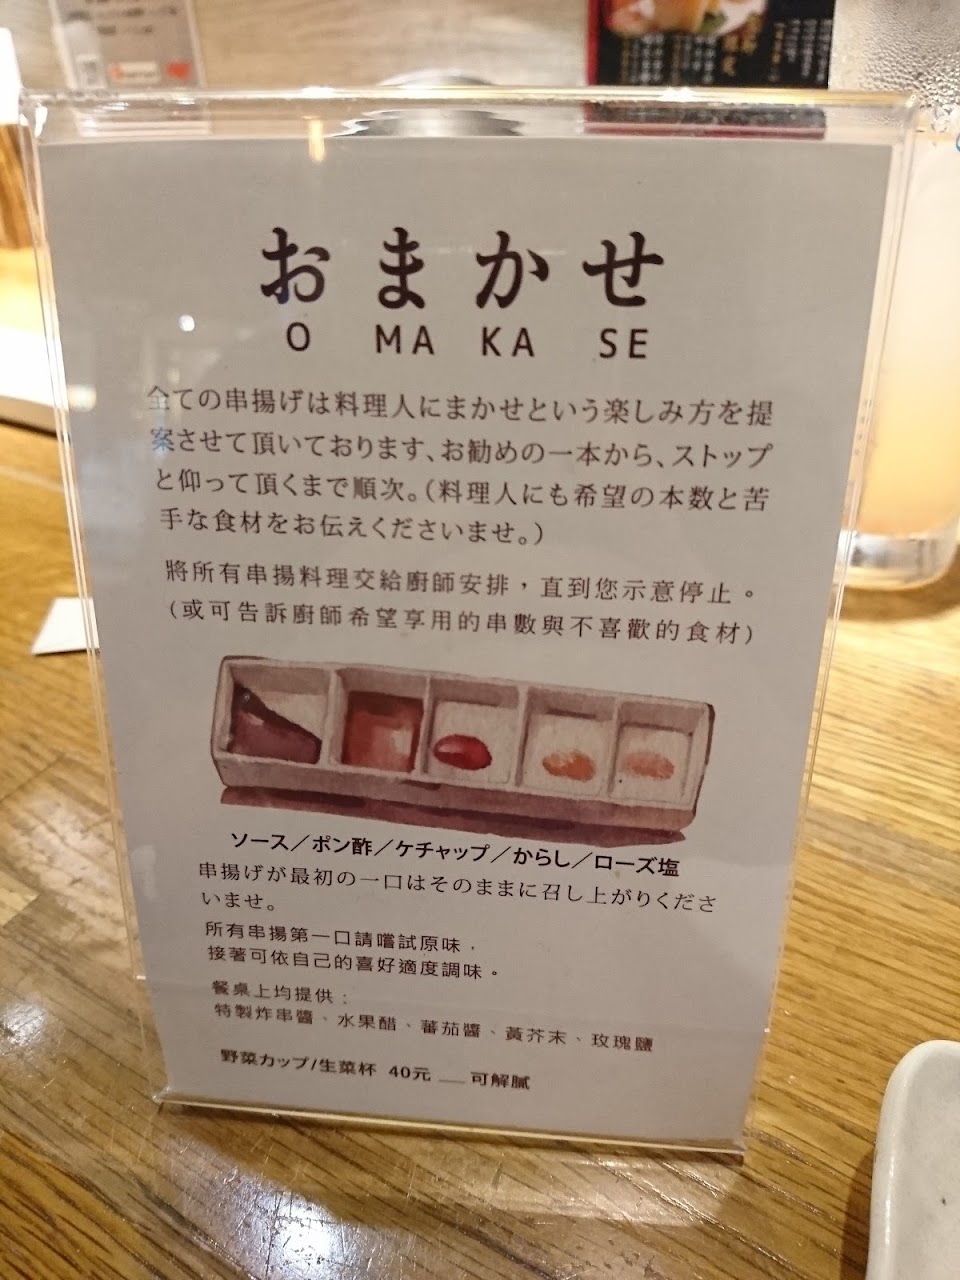 おまかせ
O MA KA SE
全ての串揚げは料理人にまかせという楽しみ方を提
案させて頂いております、お勧めの一本から、ストップ
と仰って頂くまで順次。（料理人にも希望の本数と苦
手な食材をお伝えくださいませ。）
將所有串揚料理交給廚師安排，直到您示意停止。
（或可告訴廚師希望享用的串數與不喜歡的食材）
ソース／ポン酢／ケチャップ／からし／ローズ塩
串揚げが最初の一口はそのままに召し上がりくださ
いませ。
所有串揚第一口請嚐試原味，
接著可依自己的喜好適度調味。
餐桌上均提供：
特製炸串醬、水果醋、蕃茄醬、黃芥末、玫瑰鹽
野菜カップ/生菜杯 40元 __ 可解膩